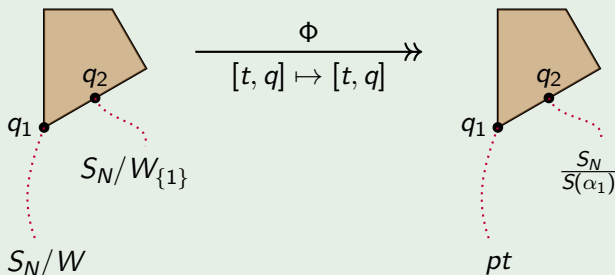 Φ
[t, q] ↦ [t, q]
q₂
q₁
S_N/W_{1}
S_N/W
q₂
q₁
S_N
S(α₁)
pt